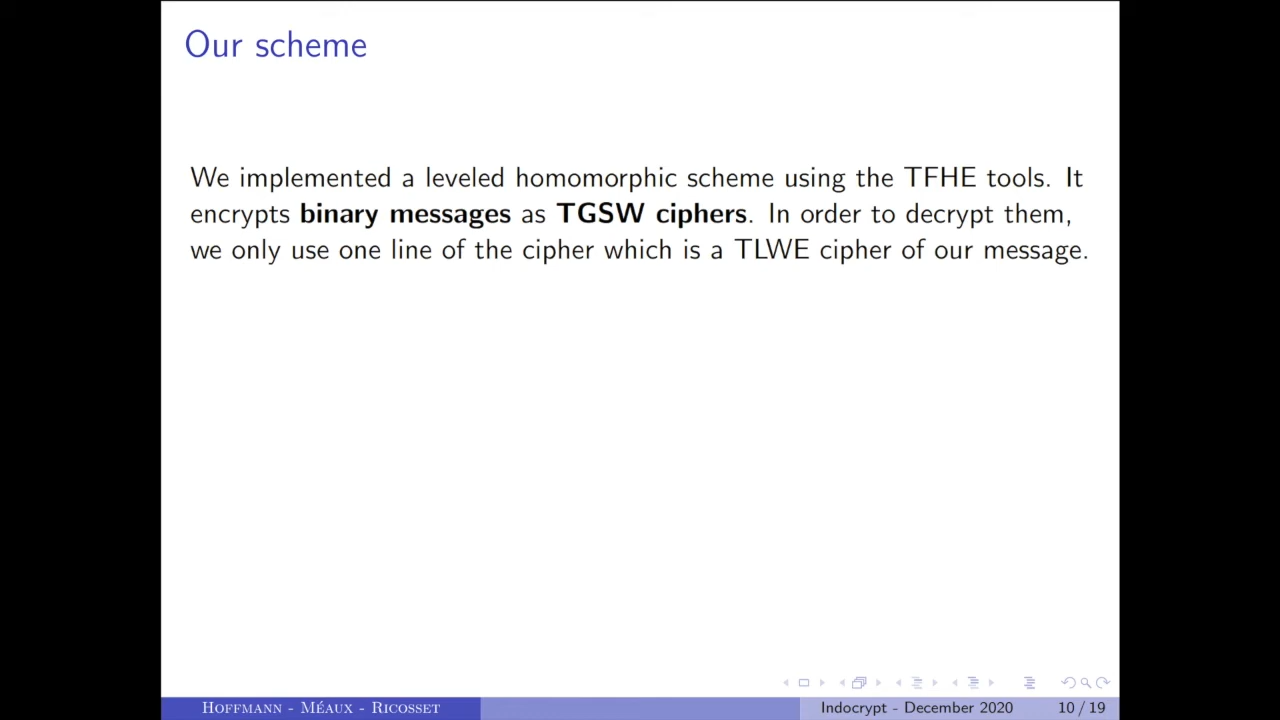 Our scheme
We implemented a leveled homomorphic scheme using the TFHE tools. It
encrypts binary messages as TGSW ciphers. In order to decrypt them,
we only use one line of the cipher which is a TLWE cipher of our message.
Hoffmann - Méaux - Ricosset
Indocrypt - December 2020
10 / 19